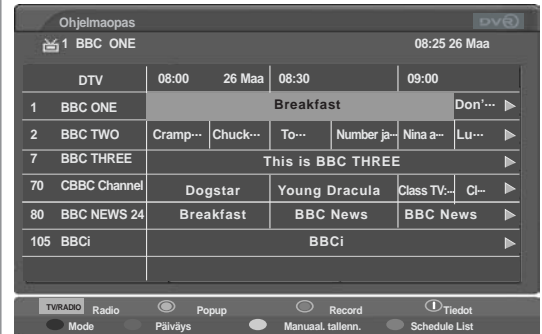 Ohjelmaopas DVR
1 BBC ONE 08:25 26 Maa
DTV 08:00 26 Maa 08:30 09:00
1 BBC ONE Breakfast Don'...
2 BBC TWO Cramp... Chuck... To... Number ja... Nina a... Lu...
7 BBC THREE This is BBC THREE
70 CBBC Channel Dogstar Young Dracula Class TV:... Cl...
80 BBC NEWS 24 Breakfast BBC News BBC News
105 BBCi BBCi
TV/RADIO Radio Popup Record Tiedot
Mode Päiväys Manuaal. tallenn. Schedule List